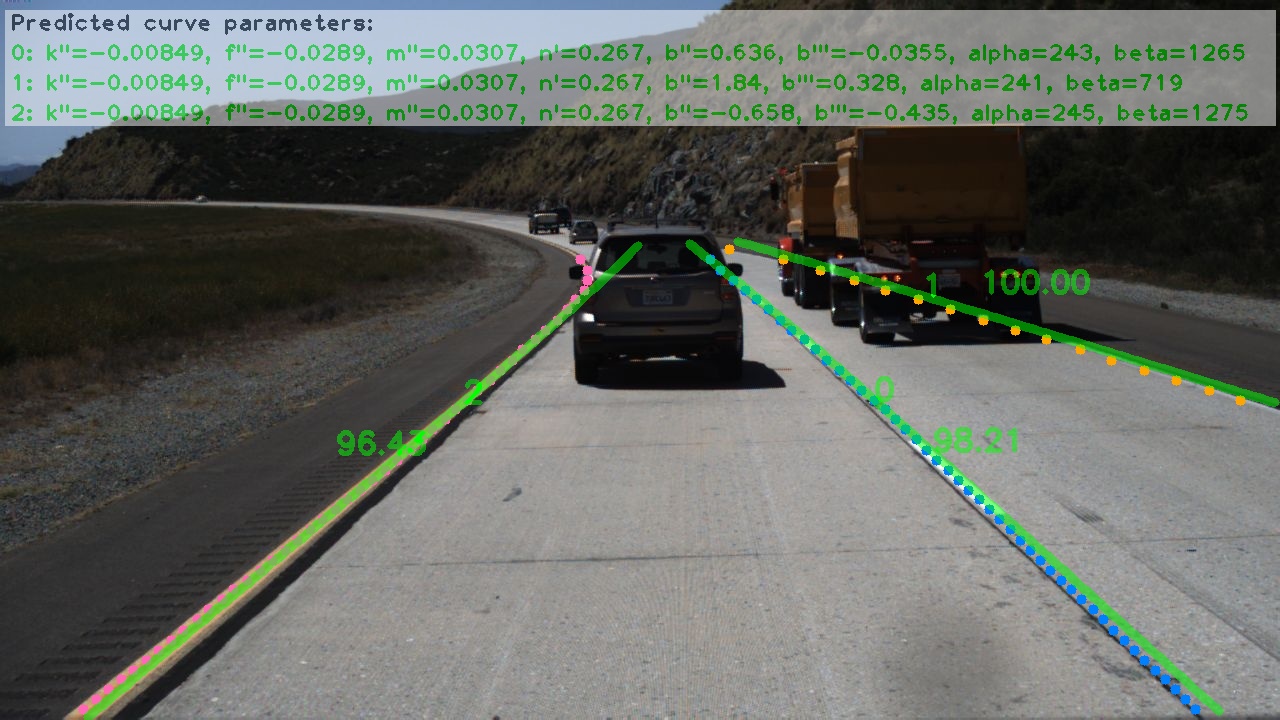 Predicted curve parameters:
0: k''=-0.00849, f''=-0.0289, m''=0.0307, n'=0.267, b''=0.636, b'''=-0.0355, alpha=243, beta=1265
1: k''=-0.00849, f''=-0.0289, m''=0.0307, n'=0.267, b''=1.84, b'''=0.328, alpha=241, beta=719
2: k''=-0.00849, f''=-0.0289, m''=0.0307, n'=0.267, b''=-0.658, b'''=-0.435, alpha=245, beta=1275
1 100.00
2
0
96.43
98.21